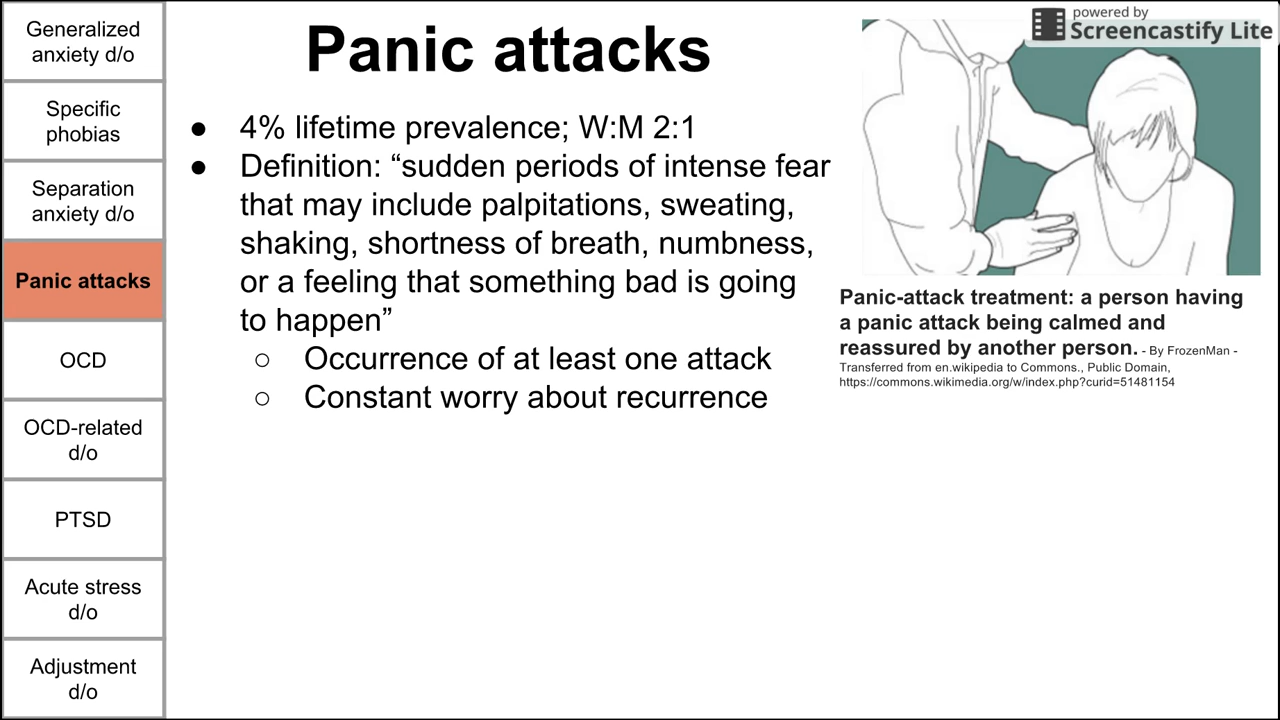 Generalized
anxiety d/o
Specific
phobias
Separation
anxiety d/o
Panic attacks
OCD
OCD-related
d/o
PTSD
Acute stress
d/o
Adjustment
d/o
Panic attacks
● 4% lifetime prevalence; W:M 2:1
● Definition: “sudden periods of intense fear
that may include palpitations, sweating,
shaking, shortness of breath, numbness,
or a feeling that something bad is going
to happen”
○ Occurrence of at least one attack
○ Constant worry about recurrence
powered by
Screencastify Lite
Panic-attack treatment: a person having
a panic attack being calmed and
reassured by another person. - By FrozenMan -
Transferred from en.wikipedia to Commons., Public Domain,
https://commons.wikimedia.org/w/index.php?curid=51481154